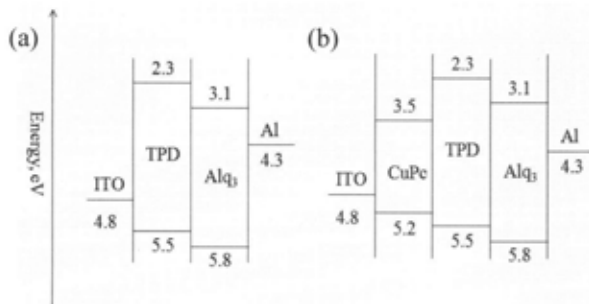 (a)
Energy, eV
ITO
4.8
2.3
TPD
5.5
3.1
Alq3
5.8
Al
4.3
(b)
ITO
4.8
3.5
CuPc
5.2
2.3
TPD
5.5
3.1
Alq3
5.8
Al
4.3